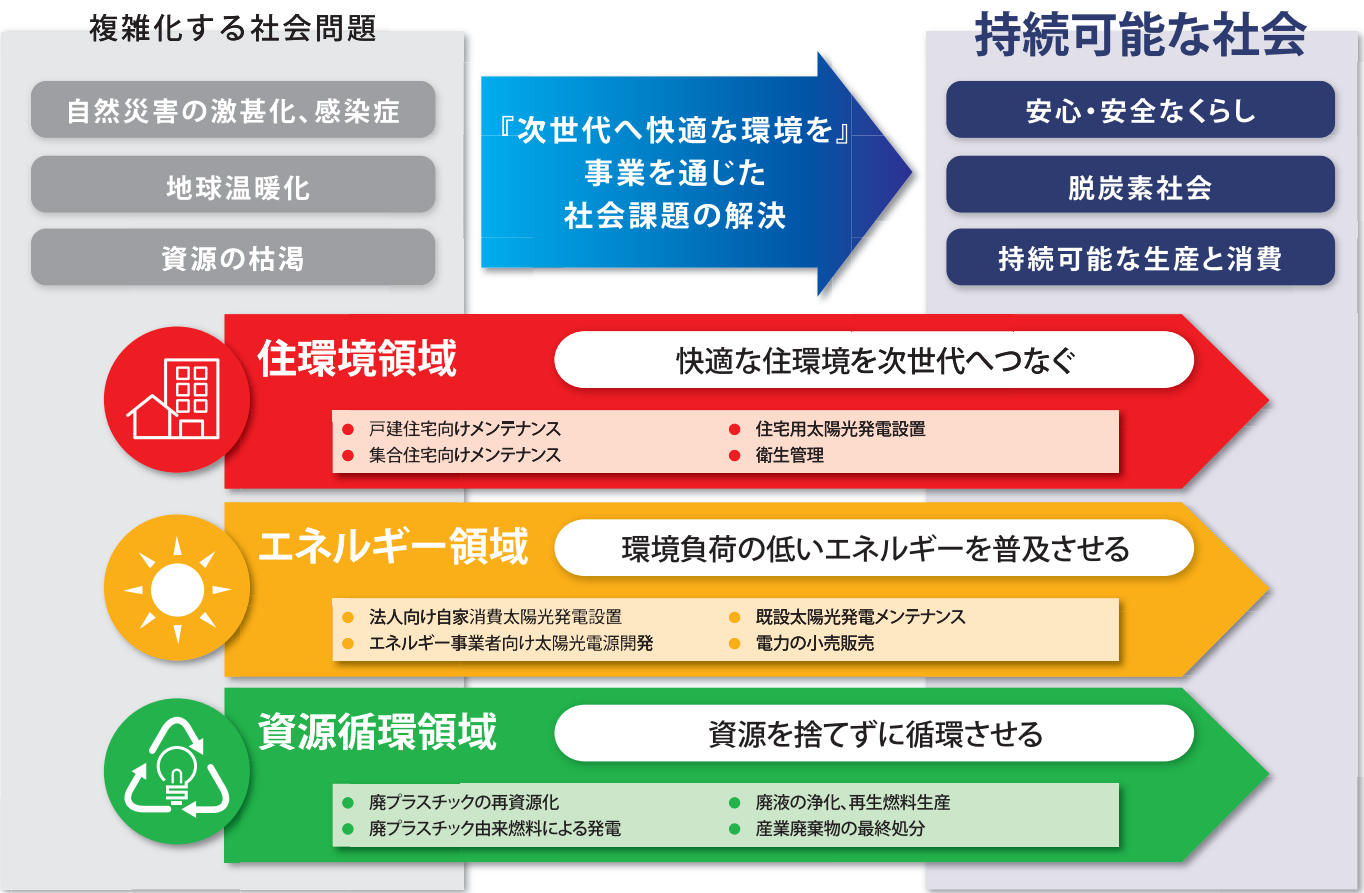 複雑化する社会問題
自然災害の激甚化、感染症
地球温暖化
資源の枯渇
『次世代へ快適な環境を』
事業を通じた
社会課題の解決
持続可能な社会
安心・安全なくらし
脱炭素社会
持続可能な生産と消費
住環境領域
快適な住環境を次世代へつなぐ
● 戸建住宅向けメンテナンス
● 集合住宅向けメンテナンス
● 住宅用太陽光発電設置
● 衛生管理
エネルギー領域
環境負荷の低いエネルギーを普及させる
● 法人向け自家消費太陽光発電設置
● エネルギー事業者向け太陽光電源開発
● 既設太陽光発電メンテナンス
● 電力の小売販売
資源循環領域
資源を捨てずに循環させる
● 廃プラスチックの再資源化
● 廃プラスチック由来燃料による発電
● 廃液の浄化、再生燃料生産
● 産業廃棄物の最終処分